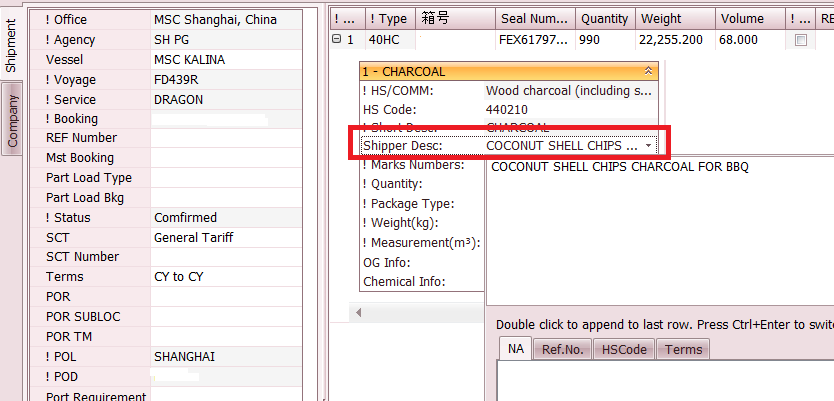 Shipment
Company
! Office MSC Shanghai, China
! Agency SH PG
Vessel MSC KALINA
! Voyage FD439R
! Service DRAGON
! Booking
REF Number
Mst Booking
Part Load Type
Part Load Bkg
! Status Comfirmed
SCT General Tariff
SCT Number
Terms CY to CY
POR
POR SUBLOC
POR TM
! POL SHANGHAI
! POD
Port Requirement
! ... ! Type 箱号 Seal Num... Quantity Weight Volume ! ... RE
1 40HC FEX61797... 990 22,255.200 68.000
1 - CHARCOAL
! HS/COMM: Wood charcoal (including s...
HS Code: 440210
! Short Desc: CHARCOAL
Shipper Desc: COCONUT SHELL CHIPS ...
! Marks Numbers:
! Quantity:
! Package Type:
! Weight(kg):
! Measurement(m³):
OG Info:
Chemical Info:
COCONUT SHELL CHIPS CHARCOAL FOR BBQ
Double click to append to last row. Press Ctrl+Enter to switc
NA Ref.No. HSCode Terms